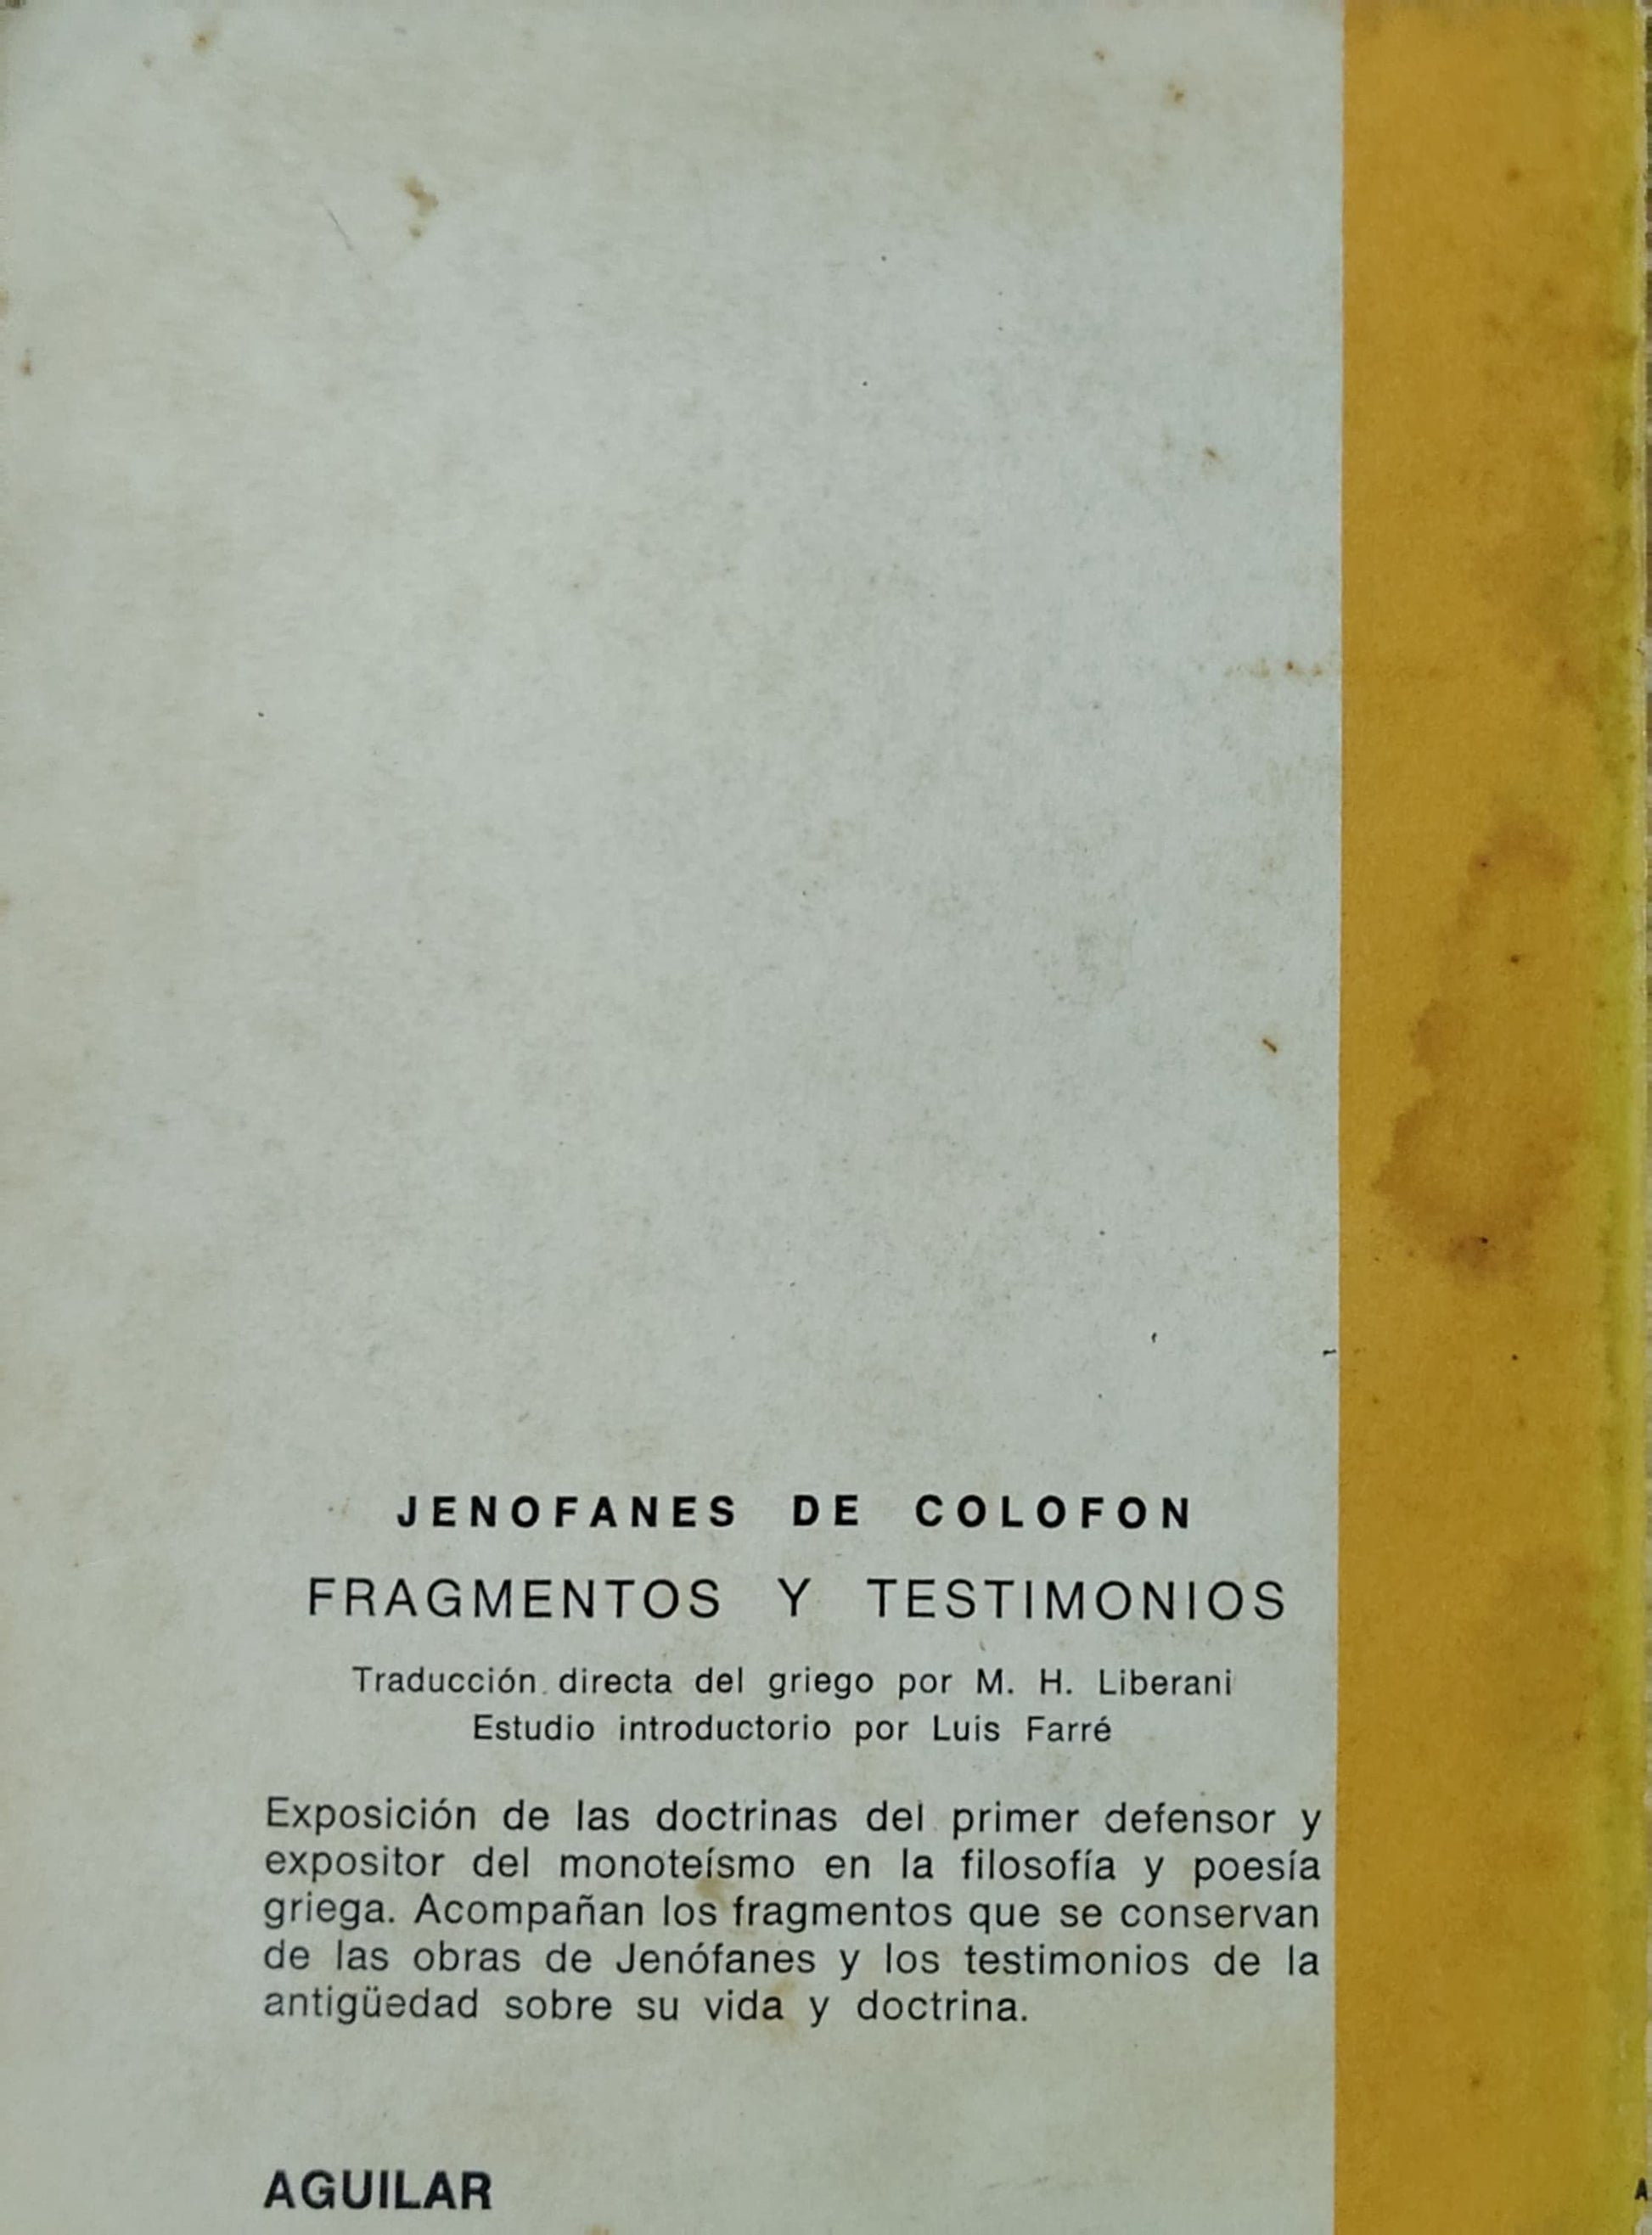 JENOFANES DE COLOFON
FRAGMENTOS Y TESTIMONIOS
Traducción directa del griego por M. H. Liberani
Estudio introductorio por Luis Farré
Exposición de las doctrinas del primer defensor y
expositor del monoteísmo en la filosofía y poesía
griega. Acompañan los fragmentos que se conservan
de las obras de Jenófanes y los testimonios de la
antigüedad sobre su vida y doctrina.
AGUILAR
A